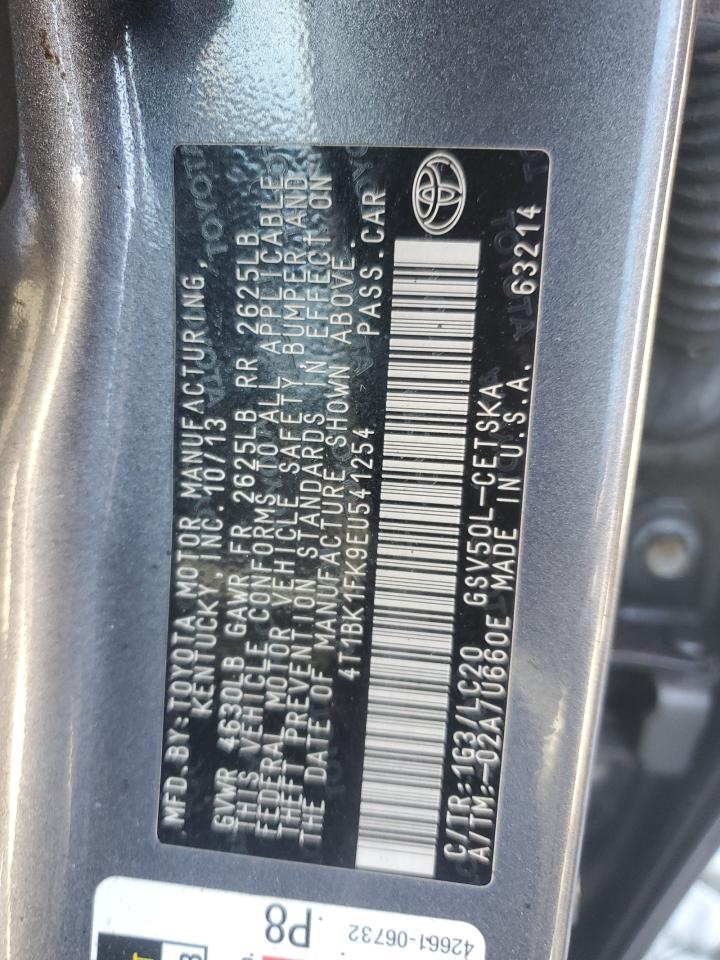 MFD. BY: TOYOTA MOTOR MANUFACTURING,
KENTUCKY, INC. 10/13
GVWR 4630LB GAWR FR 2625LB RR 2625LB
THIS VEHICLE CONFORMS TO ALL APPLICABLE
FEDERAL MOTOR VEHICLE SAFETY, BUMPER, AND
THEFT PREVENTION STANDARDS IN EFFECT ON
THE DATE OF MANUFACTURE SHOWN ABOVE.
4T1BK1FK9EU541254 PASS. CAR
C/TR:1G3/LC20 GSV50L-CETSKA
A/TM:-02A/U660E MADE IN U.S.A. 63214
P8
42661-06732